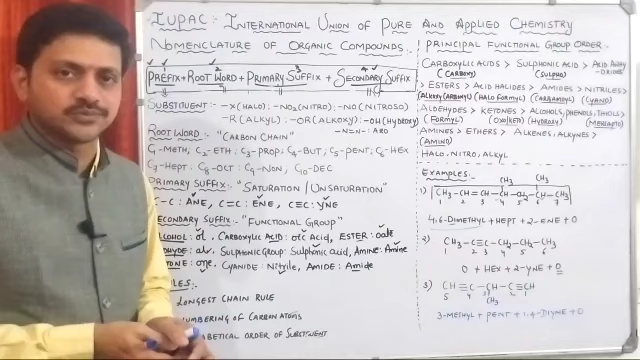 IUPAC :- INTERNATIONAL UNION OF PURE AND APPLIED CHEMISTRY
NOMENCLATURE OF ORGANIC COMPOUNDS:-
PREFIX + ROOT WORD + PRIMARY SUFFIX + SECONDARY SUFFIX
1 2 3 4
SUBSTITUENT :- -X(HALO): -NO2(NITRO): -NO(NITROSO)
-R(ALKYL): -OR(ALKOXY): -OH(HYDROXY)
ROOT WORD :- "CARBON CHAIN" -N=N-: AZO
C1-METH; C2-ETH; C3-PROP; C4-BUT; C5-PENT; C6-HEX
C7-HEPT; C8-OCT; C9-NON; C10-DEC
PRIMARY SUFFIX :- "SATURATION / UNSATURATION"
C-C: ANE, C=C: ENE, C≡C: YNE
SECONDARY SUFFIX :- "FUNCTIONAL GROUP"
ALCOHOL: ol. CARBOXYLIC ACID: oic ACID, ESTER: oate
al. SULPHONIC GROUP: SULPHONIC ACID, AMINE: AMINE
one, CYANIDE: NITRILE, AMIDE: AMIDE
LONGEST CHAIN RULE
NUMBERING OF CARBON ATOMS
ORDER OF SUBSTITUENT
PRINCIPAL FUNCTIONAL GROUP ORDER:
CARBOXYLIC ACIDS > SULPHONIC ACID > ACID ANHY-DRIDES
(CARBOXY) (SULPHO)
> ESTERS > ACID HALIDES > AMIDES > NITRILES >
(HALO FORMYL) (CARBAMYL) (CYANO)
ALDEHYDES > KETONES > ALCOHOLS, PHENOLS, THIOLS >
(FORMYL) (HYDROXY) (MERCAPTO)
AMINES > ETHERS > ALKENES, ALKYNES >
(AMINO)
HALO, NITRO, ALKYL
EXAMPLES:-
CH3 CH3
1) CH3-CH=CH-CH-CH2-CH-CH3
1 2 3 4 5 6 7
4,6-DIMETHYL + HEPT + 2-ENE + O
2) CH3-C≡C-CH2-CH2-CH3
1 2 3 4 5 6
O + HEX + 2-YNE + O
3) CH≡C-CH-C≡CH
5 4 3 2 1
CH3
3-METHYL + PENT + 1,4-DIYNE + O